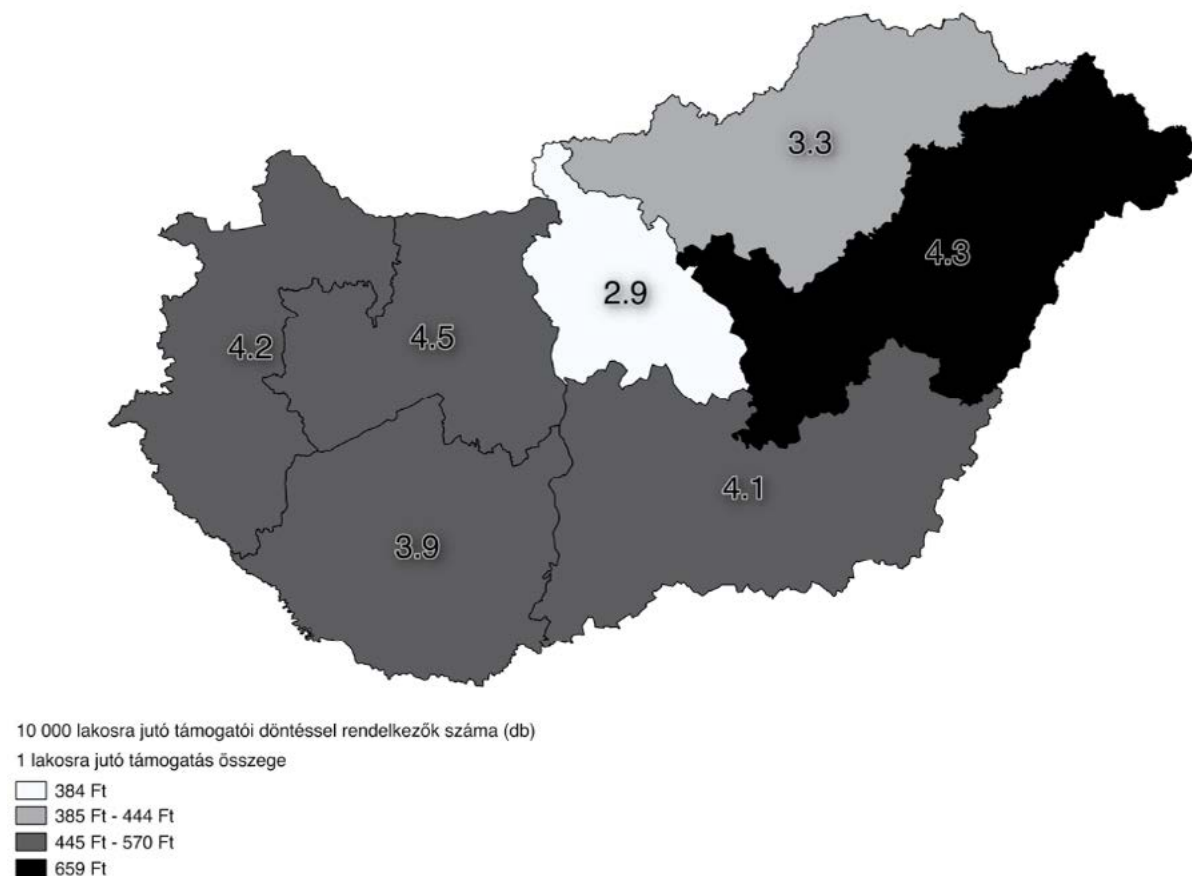 3.3
4.3
2.9
4.2
4.5
4.1
3.9
10 000 lakosra jutó támogatói döntéssel rendelkezők száma (db)
1 lakosra jutó támogatás összege
384 Ft
385 Ft - 444 Ft
445 Ft - 570 Ft
659 Ft